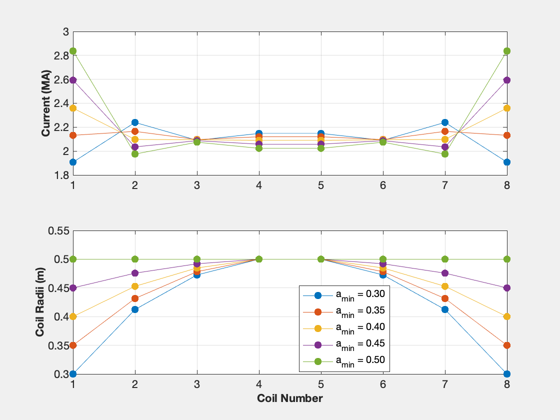 3
2.8
2.6
2.4
2.2
2
1.8
Current (MA)
1 2 3 4 5 6 7 8
0.55
0.5
0.45
0.4
0.35
0.3
Coil Radii (m)
a_min = 0.30
a_min = 0.35
a_min = 0.40
a_min = 0.45
a_min = 0.50
1 2 3 4 5 6 7 8
Coil Number